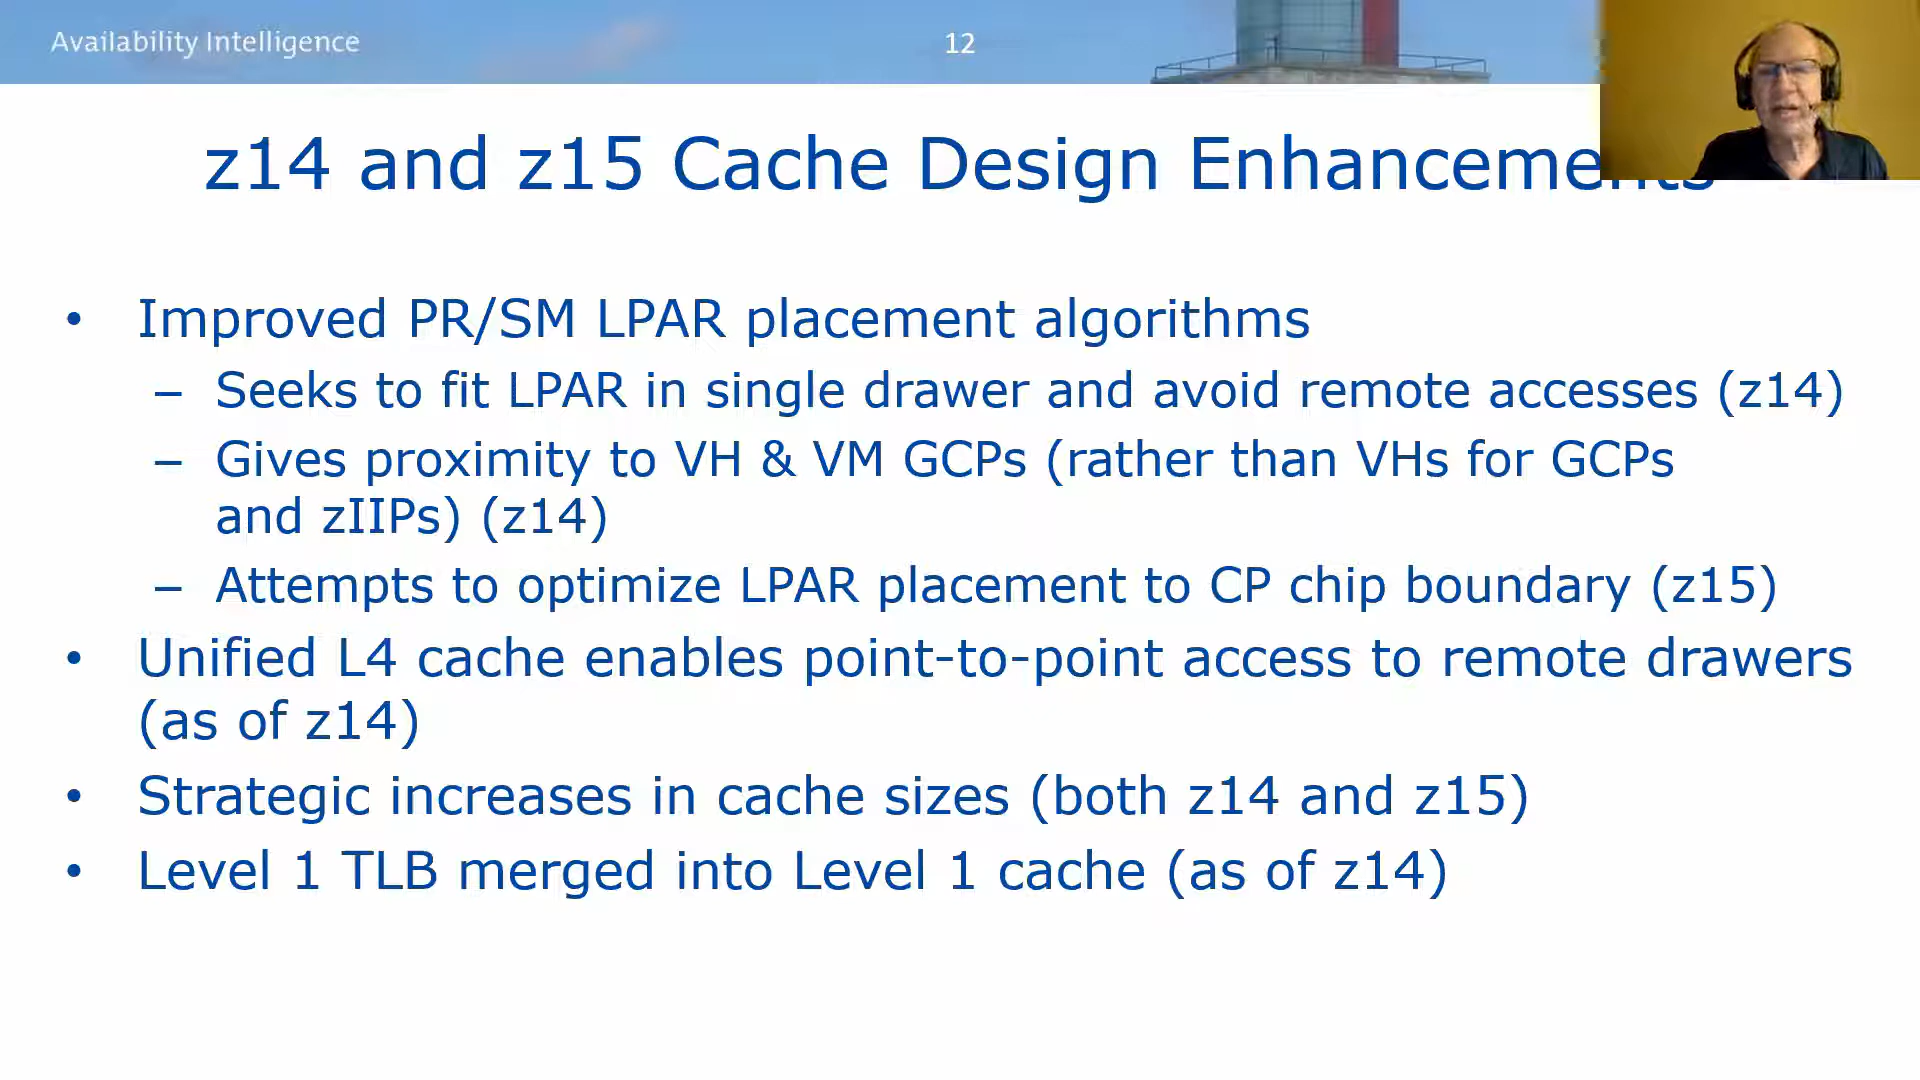 Availability Intelligence
12
z14 and z15 Cache Design Enhancements
• Improved PR/SM LPAR placement algorithms
– Seeks to fit LPAR in single drawer and avoid remote accesses (z14)
– Gives proximity to VH & VM GCPs (rather than VHs for GCPs
and zIIPs) (z14)
– Attempts to optimize LPAR placement to CP chip boundary (z15)
• Unified L4 cache enables point-to-point access to remote drawers
(as of z14)
• Strategic increases in cache sizes (both z14 and z15)
• Level 1 TLB merged into Level 1 cache (as of z14)